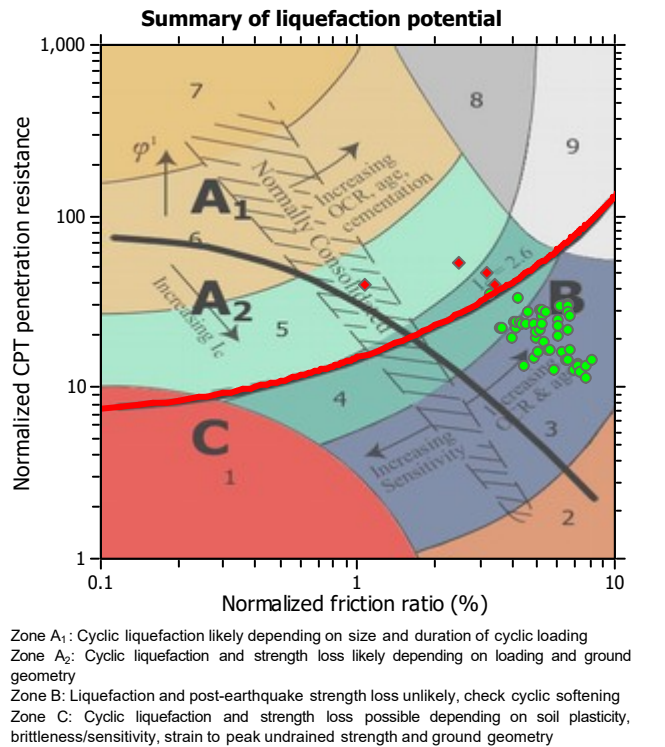 Summary of liquefaction potential
Normalized CPT penetration resistance
1,000
100
10
1
0.1
1
10
Normalized friction ratio (%)
7
8
9
φ'
A1
Normally Consolidated
Increasing
OCR, age,
cementation
6
A2
Increasing Ic
5
Ic = 2.6
B
4
Increasing
OCR & age
3
C
1
Increasing
Sensitivity
2
Zone A1: Cyclic liquefaction likely depending on size and duration of cyclic loading
Zone A2: Cyclic liquefaction and strength loss likely depending on loading and ground
geometry
Zone B: Liquefaction and post-earthquake strength loss unlikely, check cyclic softening
Zone C: Cyclic liquefaction and strength loss possible depending on soil plasticity,
brittleness/sensitivity, strain to peak undrained strength and ground geometry